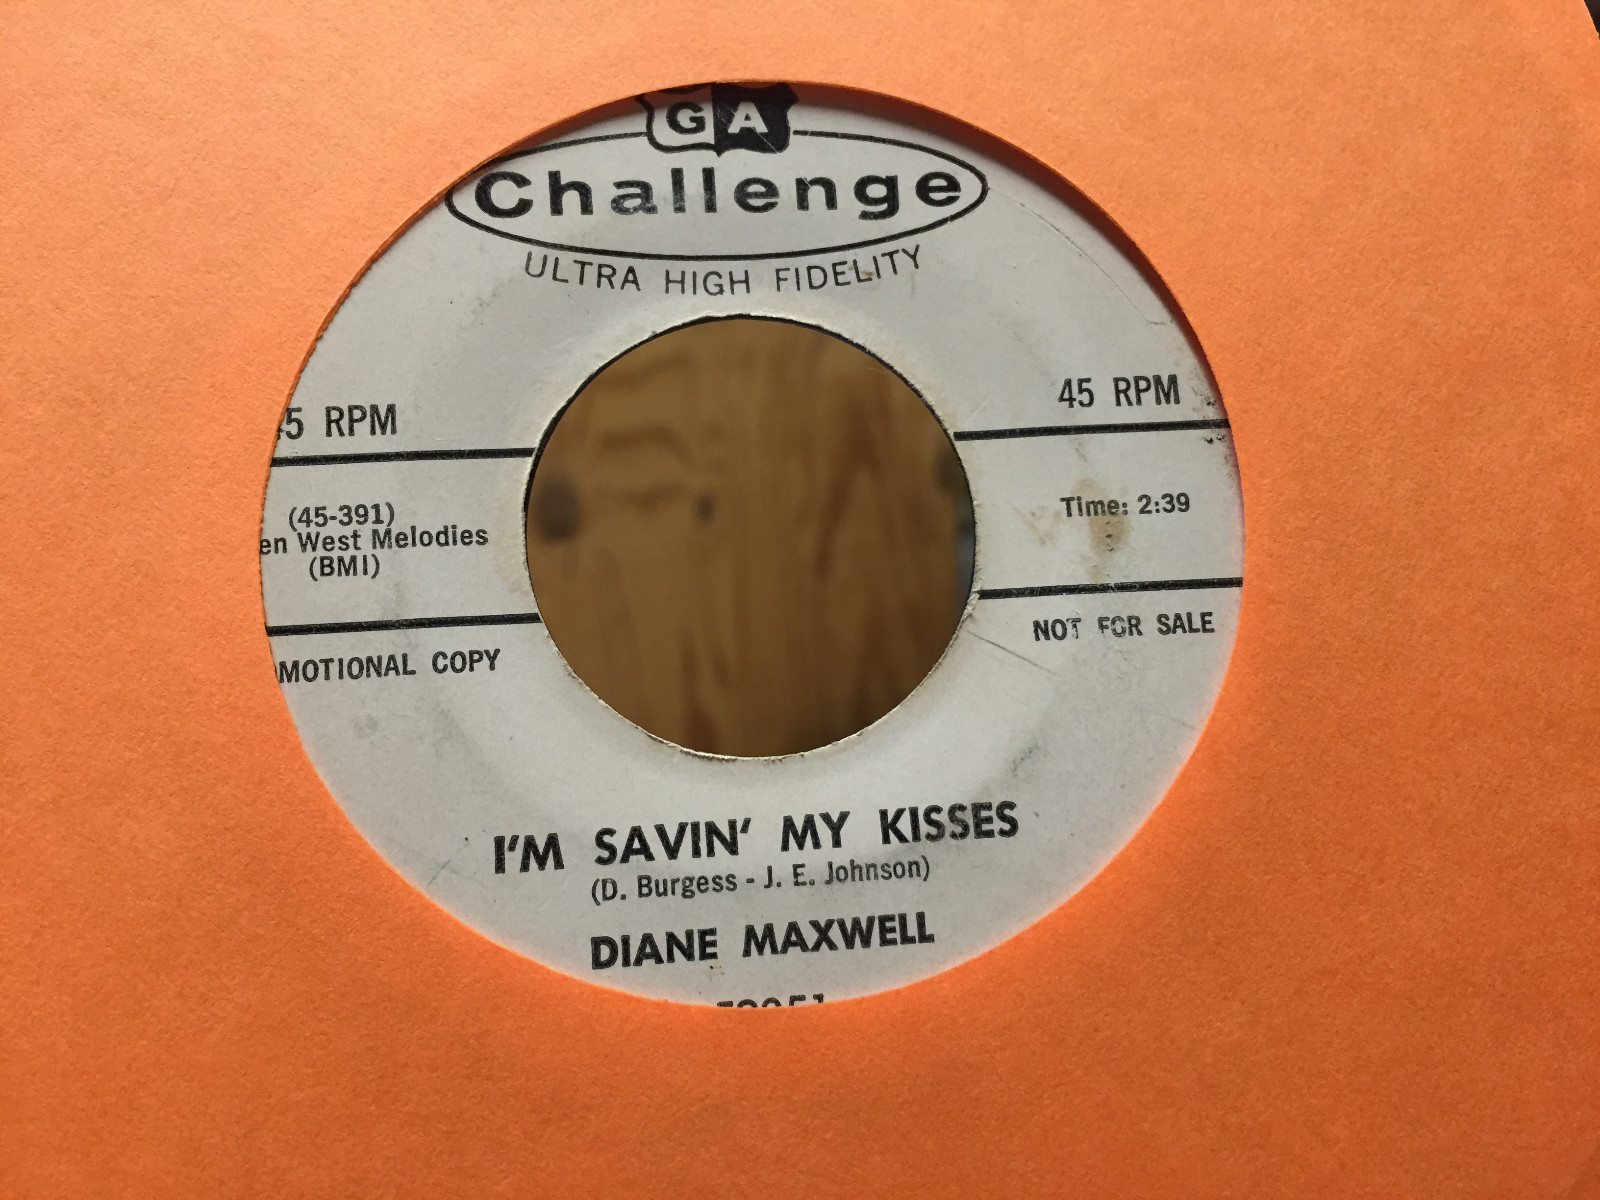 GA
Challenge
ULTRA HIGH FIDELITY
5 RPM
45 RPM
(45-391)
en West Melodies
(BMI)
Time: 2:39
MOTIONAL COPY
NOT FOR SALE
I'M SAVIN' MY KISSES
(D. Burgess - J. E. Johnson)
DIANE MAXWELL